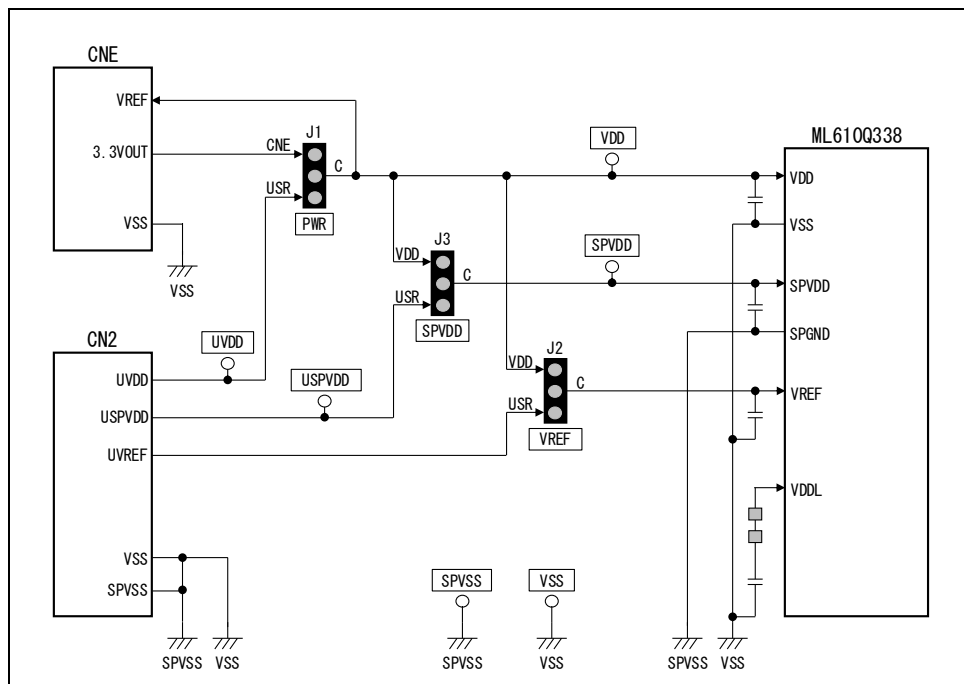 CNE
VREF
3.3VOUT
VSS
VSS
J1
CNE
C
USR
PWR
VDD
ML610Q338
VDD
VSS
SPVDD
SPGND
VREF
VDDL
J3
VDD
C
USR
SPVDD
SPVDD
J2
VDD
C
USR
VREF
CN2
UVDD
USPVDD
UVREF
VSS
SPVSS
UVDD
USPVDD
SPVSS
VSS
SPVSS
SPVSS
VSS
VSS
SPVSS
VSS